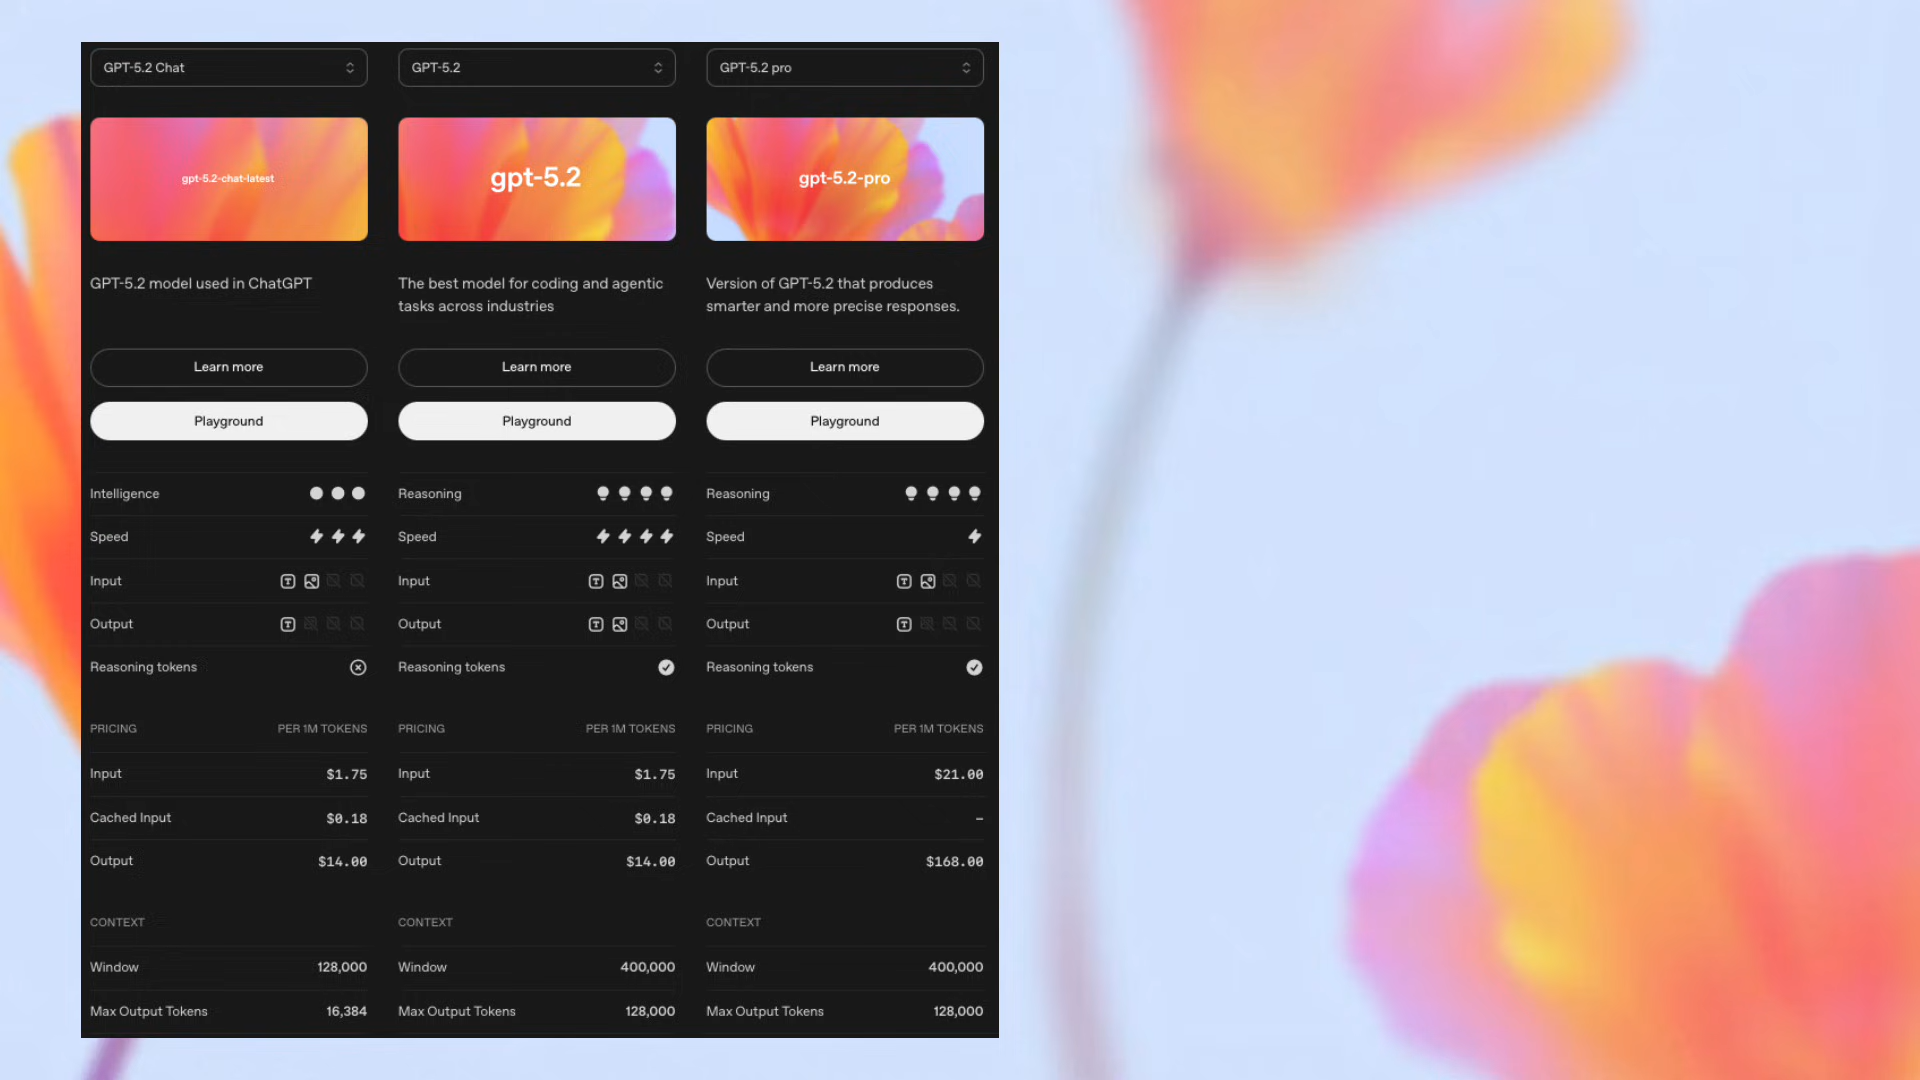 GPT-5.2 Chat
GPT-5.2
GPT-5.2 pro
gpt-5.2-chat-latest
gpt-5.2
gpt-5.2-pro
GPT-5.2 model used in ChatGPT
The best model for coding and agentic
tasks across industries
Version of GPT-5.2 that produces
smarter and more precise responses.
Learn more
Learn more
Learn more
Playground
Playground
Playground
Intelligence
Speed
Input
Output
Reasoning tokens
PRICING PER 1M TOKENS
Input $1.75
Cached Input $0.18
Output $14.00
CONTEXT
Window 128,000
Max Output Tokens 16,384
Reasoning
Speed
Input
Output
Reasoning tokens
PRICING PER 1M TOKENS
Input $1.75
Cached Input $0.18
Output $14.00
CONTEXT
Window 400,000
Max Output Tokens 128,000
Reasoning
Speed
Input
Output
Reasoning tokens
PRICING PER 1M TOKENS
Input $21.00
Cached Input –
Output $168.00
CONTEXT
Window 400,000
Max Output Tokens 128,000